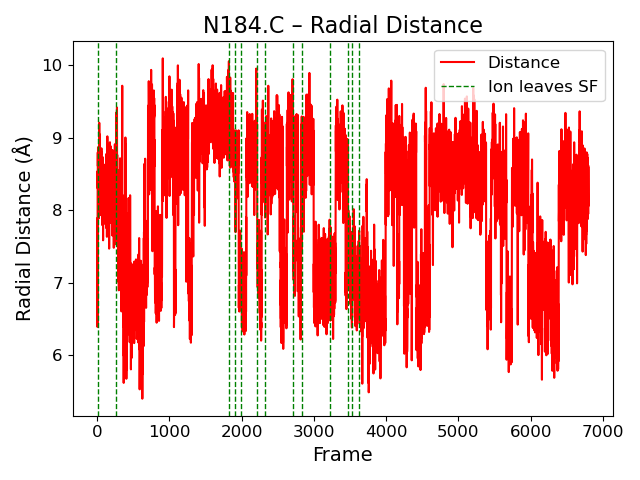 N184.C – Radial Distance
Distance
Ion leaves SF
Radial Distance (Å)
10
9
8
7
6
0 1000 2000 3000 4000 5000 6000 7000
Frame